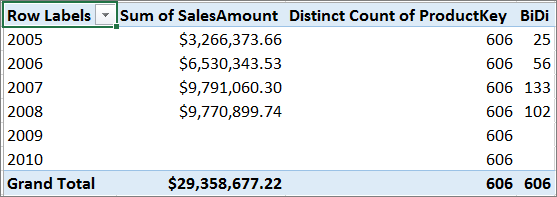 Row Labels Sum of SalesAmount Distinct Count of ProductKey BiDi
2005 $3,266,373.66 606 25
2006 $6,530,343.53 606 56
2007 $9,791,060.30 606 133
2008 $9,770,899.74 606 102
2009 606
2010 606
Grand Total $29,358,677.22 606 606